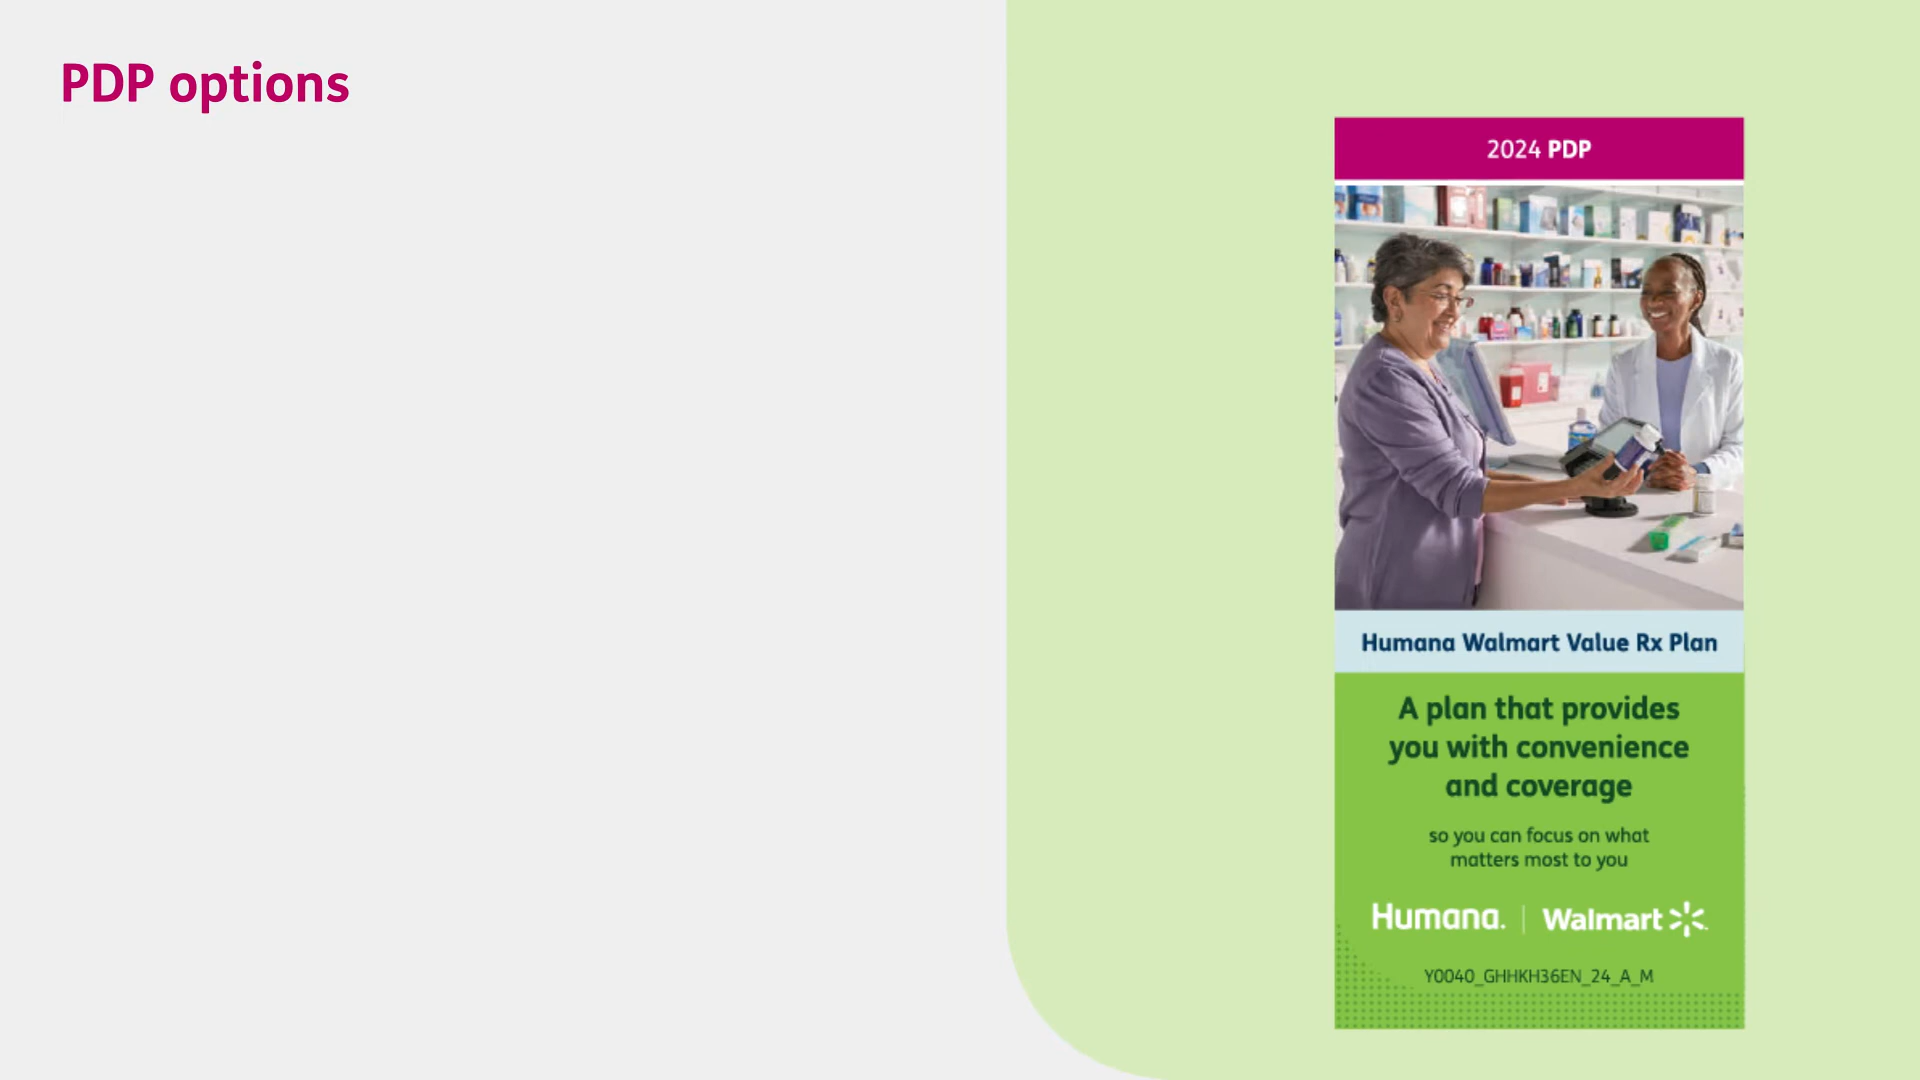 PDP options
2024 PDP
Humana Walmart Value Rx Plan
A plan that provides
you with convenience
and coverage
so you can focus on what
matters most to you
Humana. | Walmart
Y0040_GHHKH36EN_24_A_M